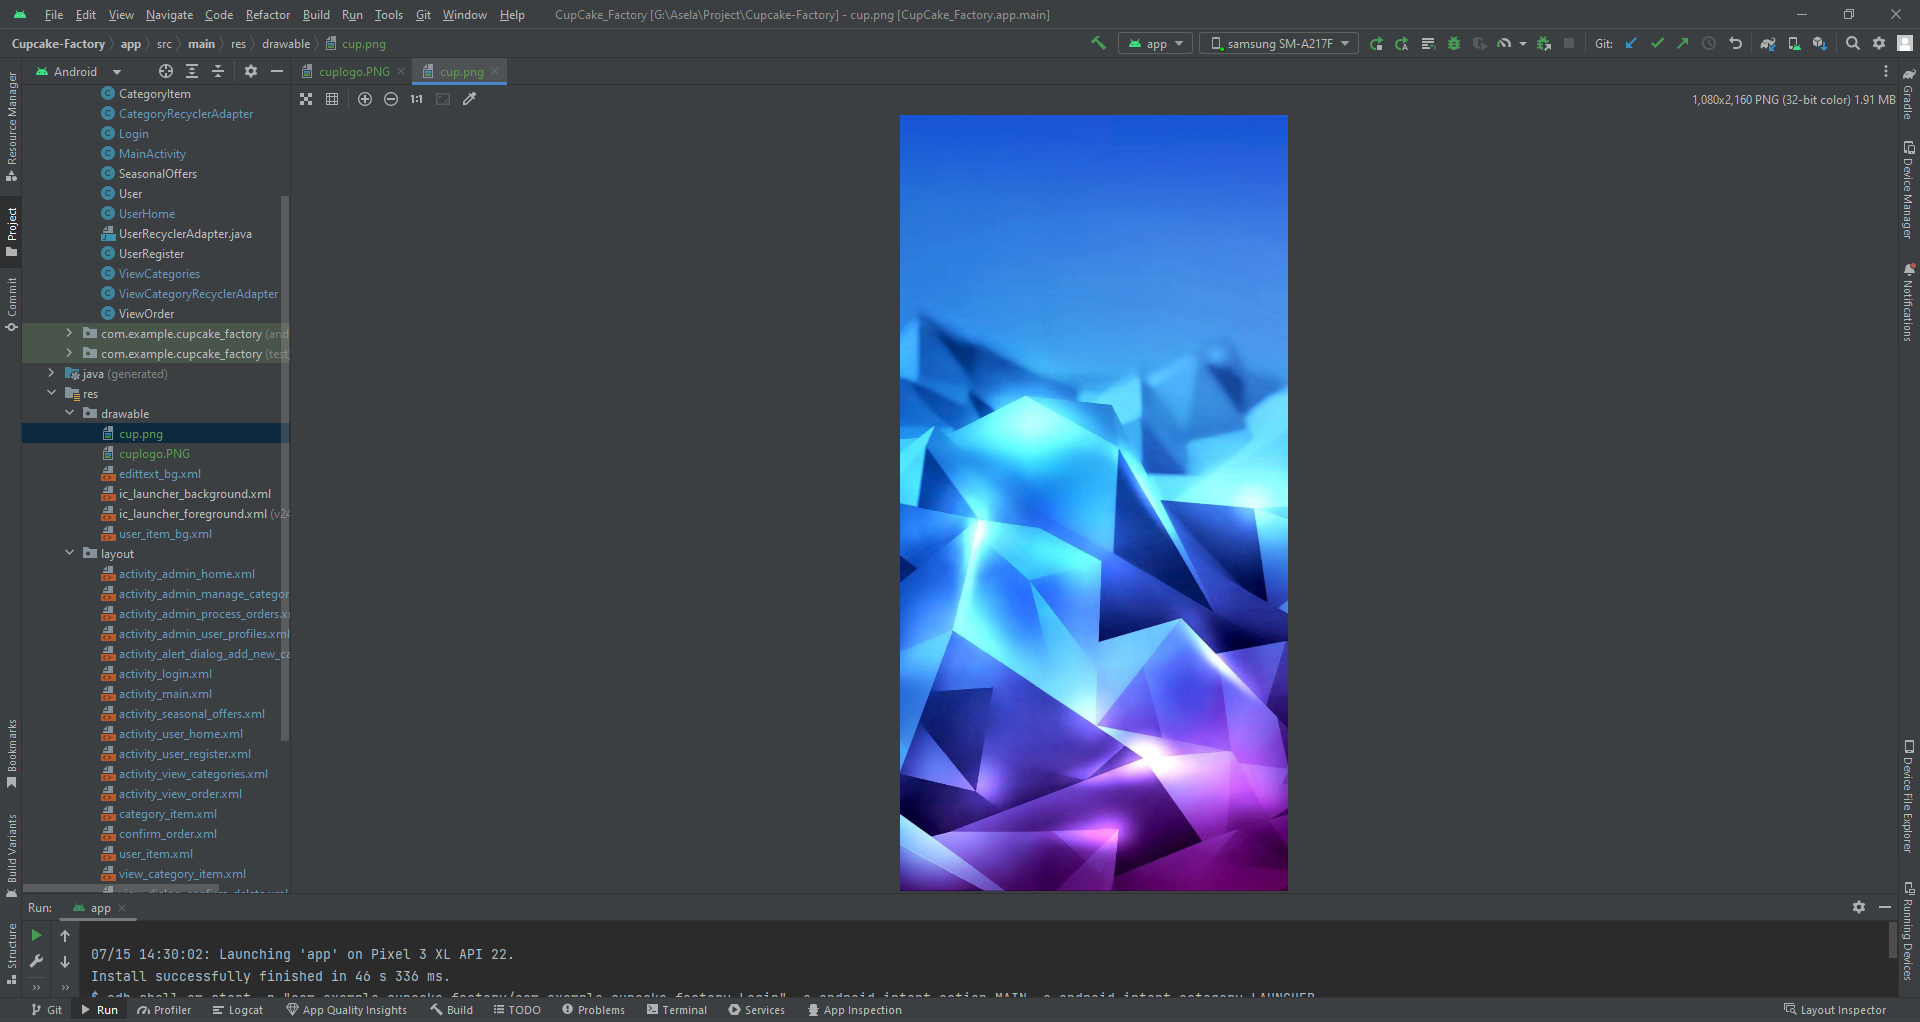 File Edit View Navigate Code Refactor Build Run Tools Git Window Help CupCake_Factory [G:\Asela\Project\Cupcake-Factory] - cup.png [CupCake_Factory.app.main]
Cupcake-Factory app src main res drawable cup.png app samsung SM-A217F Git:
Android cuplogo.PNG cup.png
1:1 1,080x2,160 PNG (32-bit color) 1.91 MB
CategoryItem
CategoryRecyclerAdapter
Login
MainActivity
SeasonalOffers
User
UserHome
UserRecyclerAdapter.java
UserRegister
ViewCategories
ViewCategoryRecyclerAdapter
ViewOrder
com.example.cupcake_factory (and
com.example.cupcake_factory (test
java (generated)
res
drawable
cup.png
cuplogo.PNG
edittext_bg.xml
ic_launcher_background.xml
ic_launcher_foreground.xml (v24
user_item_bg.xml
layout
activity_admin_home.xml
activity_admin_manage_categor
activity_admin_process_orders.x
activity_admin_user_profiles.xml
activity_alert_dialog_add_new_ca
activity_login.xml
activity_main.xml
activity_seasonal_offers.xml
activity_user_home.xml
activity_user_register.xml
activity_view_categories.xml
activity_view_order.xml
category_item.xml
confirm_order.xml
user_item.xml
view_category_item.xml
Resource Manager
Project
Commit
Bookmarks
Build Variants
Structure
Gradle
Device Manager
Notifications
Device File Explorer
Running Devices
Run: app
07/15 14:30:02: Launching 'app' on Pixel 3 XL API 22.
Install successfully finished in 46 s 336 ms.
Git Run Profiler Logcat App Quality Insights Build TODO Problems Terminal Services App Inspection Layout Inspector